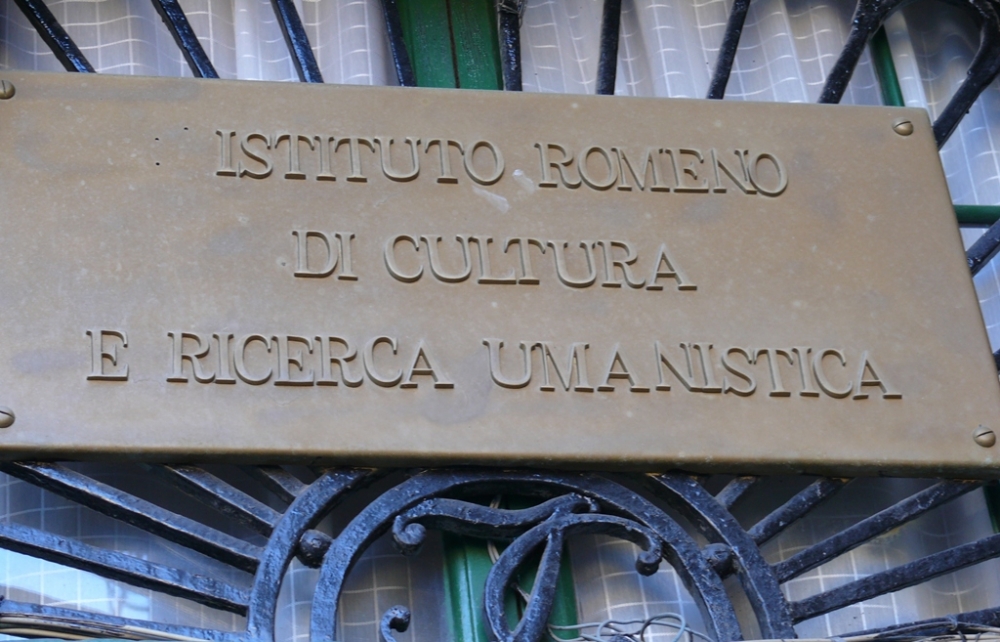 ISTITUTO ROMENO
DI CULTURA
E RICERCA UMANISTICA